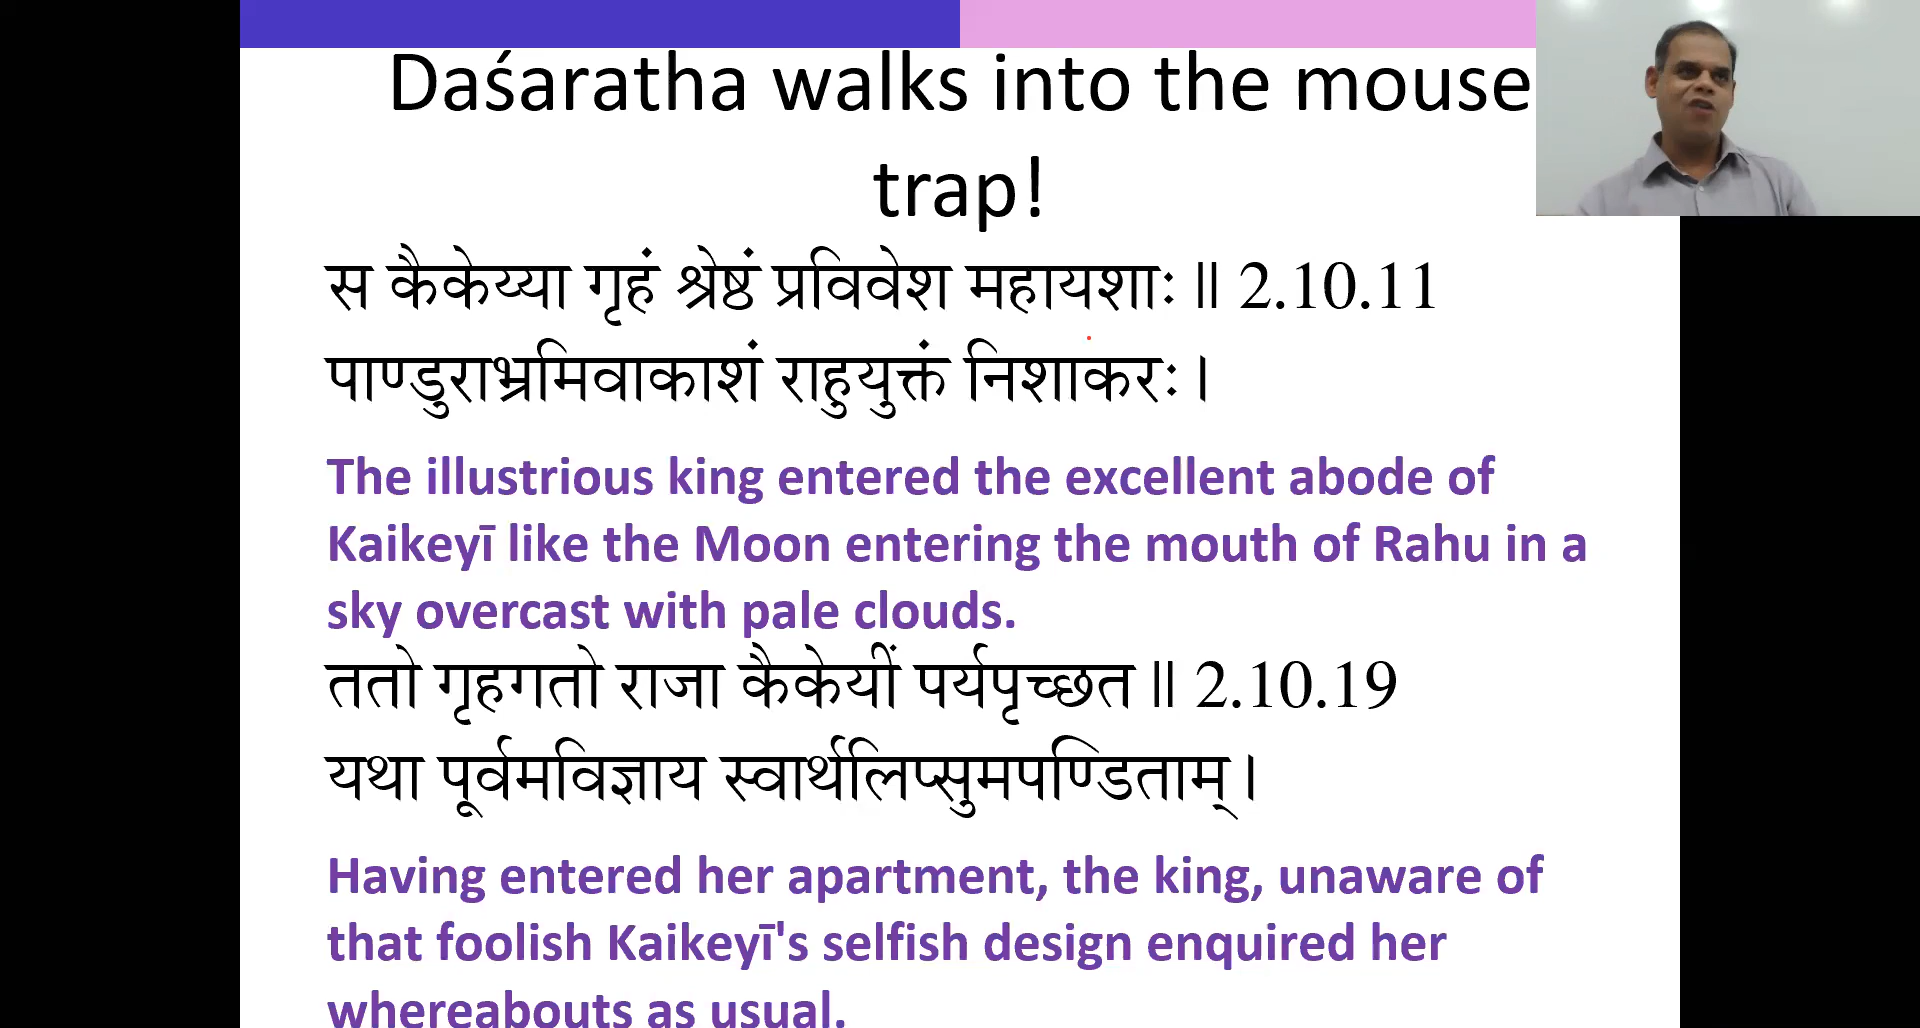 Daśaratha walks into the mouse
trap!
स कैकेय्या गृहं श्रेष्ठं प्रविवेश महायशाः ॥ 2.10.11
पाण्डुराभ्रमिवाकाशं राहुयुक्तं निशाकरः ।
The illustrious king entered the excellent abode of
Kaikeyī like the Moon entering the mouth of Rahu in a
sky overcast with pale clouds.
ततो गृहगतो राजा कैकेयीं पर्यपृच्छत ॥ 2.10.19
यथा पूर्वमविज्ञाय स्वार्थलिप्सुमपण्डिताम् ।
Having entered her apartment, the king, unaware of
that foolish Kaikeyī's selfish design enquired her
whereabouts as usual.